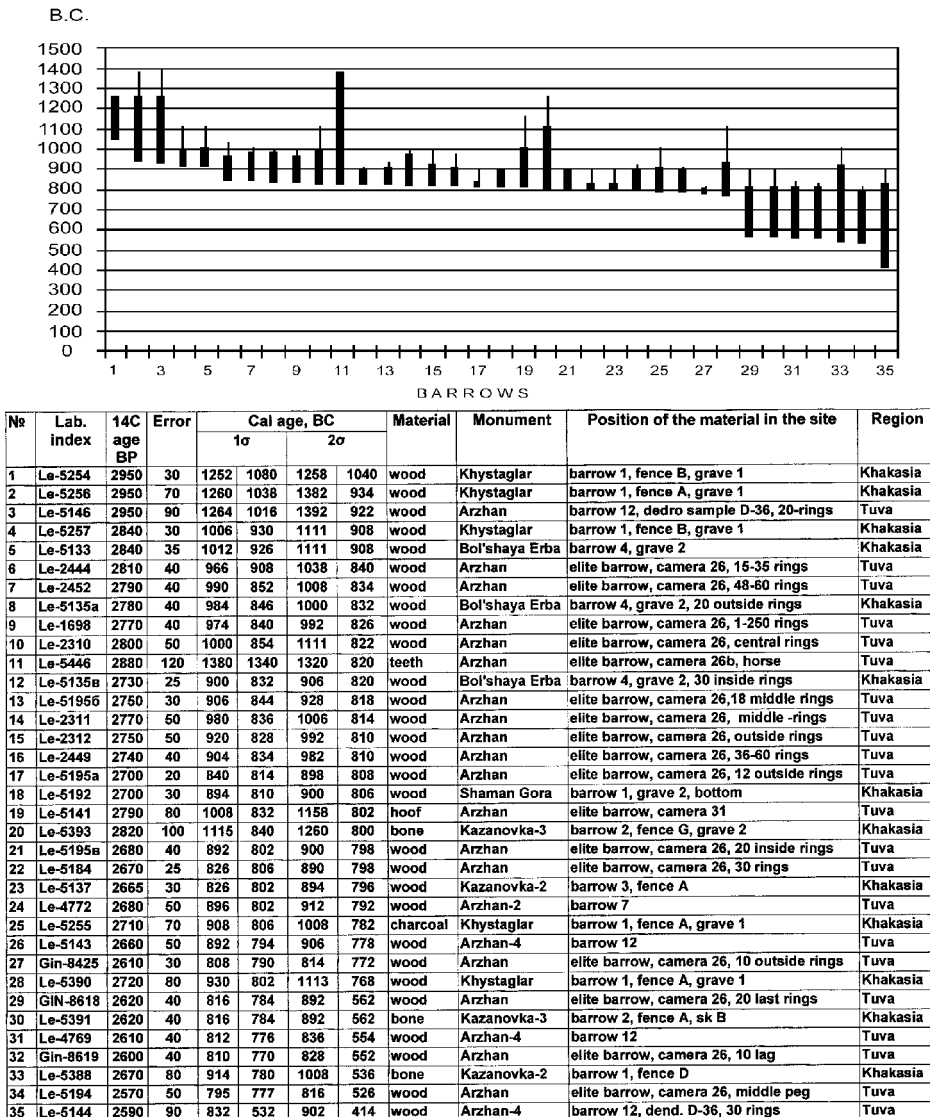 B.C.
1500
1400
1300
1200
1100
1000
900
800
700
600
500
400
300
200
100
0
1 3 5 7 9 11 13 15 17 19 21 23 25 27 29 31 33 35
BARROWS
№ Lab. index 14C age BP Error Cal age, BC Material Monument Position of the material in the site Region
1σ 2σ
1 Le-5254 2950 30 1252 1080 1258 1040 wood Khystaglar barrow 1, fence B, grave 1 Khakasia
2 Le-5256 2950 70 1260 1038 1382 934 wood Khystaglar barrow 1, fence A, grave 1 Khakasia
3 Le-5146 2950 90 1264 1016 1392 922 wood Arzhan barrow 12, dedro sample D-36, 20-rings Tuva
4 Le-5257 2840 30 1006 930 1111 908 wood Khystaglar barrow 1, fence B, grave 1 Khakasia
5 Le-5133 2840 35 1012 926 1111 908 wood Bol'shaya Erba barrow 4, grave 2 Khakasia
6 Le-2444 2810 40 966 908 1038 840 wood Arzhan elite barrow, camera 26, 15-35 rings Tuva
7 Le-2452 2790 40 990 852 1008 834 wood Arzhan elite barrow, camera 26, 48-60 rings Tuva
8 Le-5135a 2780 40 984 846 1000 832 wood Bol'shaya Erba barrow 4, grave 2, 20 outside rings Khakasia
9 Le-1698 2770 40 974 840 992 826 wood Arzhan elite barrow, camera 26, 1-250 rings Tuva
10 Le-2310 2800 50 1000 854 1111 822 wood Arzhan elite barrow, camera 26, central rings Tuva
11 Le-5446 2880 120 1380 1340 1320 820 teeth Arzhan elite barrow, camera 26b, horse Tuva
12 Le-5135в 2730 25 900 832 906 820 wood Bol'shaya Erba barrow 4, grave 2, 30 inside rings Khakasia
13 Le-5195б 2750 30 906 844 928 818 wood Arzhan elite barrow, camera 26,18 middle rings Tuva
14 Le-2311 2770 50 980 836 1006 814 wood Arzhan elite barrow, camera 26, middle -rings Tuva
15 Le-2312 2750 50 920 828 992 810 wood Arzhan elite barrow, camera 26, outside rings Tuva
16 Le-2449 2740 40 904 834 982 810 wood Arzhan elite barrow, camera 26, 36-60 rings Tuva
17 Le-5195a 2700 20 840 814 898 808 wood Arzhan elite barrow, camera 26, 12 outside rings Tuva
18 Le-5192 2700 30 894 810 900 806 wood Shaman Gora barrow 1, grave 2, bottom Khakasia
19 Le-5141 2790 80 1008 832 1158 802 hoof Arzhan elite barrow, camera 31 Tuva
20 Le-5393 2820 100 1115 840 1260 800 bone Kazanovka-3 barrow 2, fence G, grave 2 Khakasia
21 Le-5195в 2680 40 892 802 900 798 wood Arzhan elite barrow, camera 26, 20 inside rings Tuva
22 Le-5184 2670 25 826 806 890 798 wood Arzhan elite barrow, camera 26, 30 rings Tuva
23 Le-5137 2665 30 826 802 894 796 wood Kazanovka-2 barrow 3, fence A Khakasia
24 Le-4772 2680 50 896 802 912 792 wood Arzhan-2 barrow 7 Tuva
25 Le-5255 2710 70 908 806 1008 782 charcoal Khystaglar barrow 1, fence A, grave 1 Khakasia
26 Le-5143 2660 50 892 794 906 778 wood Arzhan-4 barrow 12 Tuva
27 Gin-8425 2610 30 808 790 814 772 wood Arzhan elite barrow, camera 26, 10 outside rings Tuva
28 Le-5390 2720 80 930 802 1113 768 wood Khystaglar barrow 1, fence A, grave 1 Khakasia
29 GIN-8618 2620 40 816 784 892 562 wood Arzhan elite barrow, camera 26, 20 last rings Tuva
30 Le-5391 2620 40 816 784 892 562 bone Kazanovka-3 barrow 2, fence A, sk B Khakasia
31 Le-4769 2610 40 812 776 836 554 wood Arzhan-4 barrow 12 Tuva
32 Gin-8619 2600 40 810 770 828 552 wood Arzhan elite barrow, camera 26, 10 lag Tuva
33 Le-5388 2670 80 914 780 1008 536 bone Kazanovka-2 barrow 1, fence D Khakasia
34 Le-5194 2570 50 795 777 816 526 wood Arzhan elite barrow, camera 26, middle peg Tuva
35 Le-5144 2590 90 832 532 902 414 wood Arzhan-4 barrow 12, dend. D-36, 30 rings Tuva